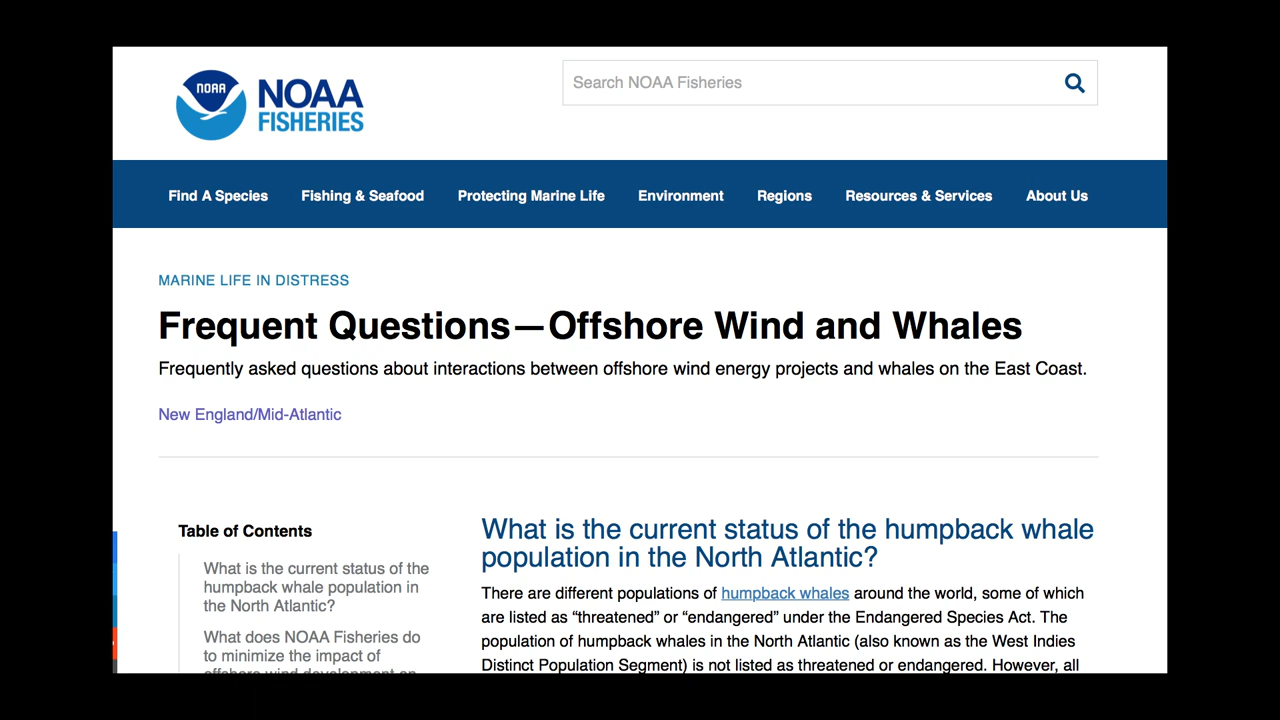 NOAA
NOAA
FISHERIES
Search NOAA Fisheries
Find A Species Fishing & Seafood Protecting Marine Life Environment Regions Resources & Services About Us
MARINE LIFE IN DISTRESS
Frequent Questions—Offshore Wind and Whales
Frequently asked questions about interactions between offshore wind energy projects and whales on the East Coast.
New England/Mid-Atlantic
Table of Contents
What is the current status of the
humpback whale population in
the North Atlantic?
What does NOAA Fisheries do
to minimize the impact of
offshore wind development on
What is the current status of the humpback whale
population in the North Atlantic?
There are different populations of humpback whales around the world, some of which
are listed as “threatened” or “endangered” under the Endangered Species Act. The
population of humpback whales in the North Atlantic (also known as the West Indies
Distinct Population Segment) is not listed as threatened or endangered. However, all